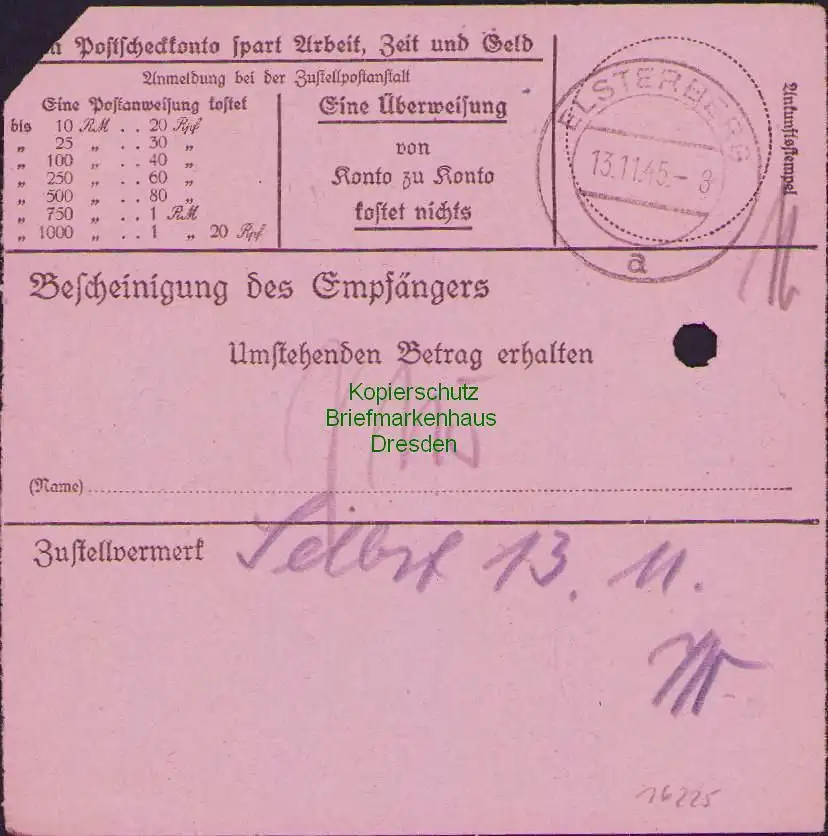 Postscheckkonto spart Arbeit, Zeit und Geld
Anmeldung bei der Zustellpostanstalt
Eine Postanweisung kostet
bis 10 RM . . 20 Rpf
„ 25 „ . . 30 „
„ 100 „ . . 40 „
„ 250 „ . . 60 „
„ 500 „ . . 80 „
„ 750 „ . . 1 RM
„ 1000 „ . . 1 „ 20 Rpf
Eine Überweisung
von
Konto zu Konto
kostet nichts
ELSTERBERG
13.11.45.- 8
a
Ankunftsstempel
Bescheinigung des Empfängers
Umstehenden Betrag erhalten
Kopierschutz
Briefmarkenhaus
Dresden
(Name)
Zustellvermerk Selbst 13. 11.
16225